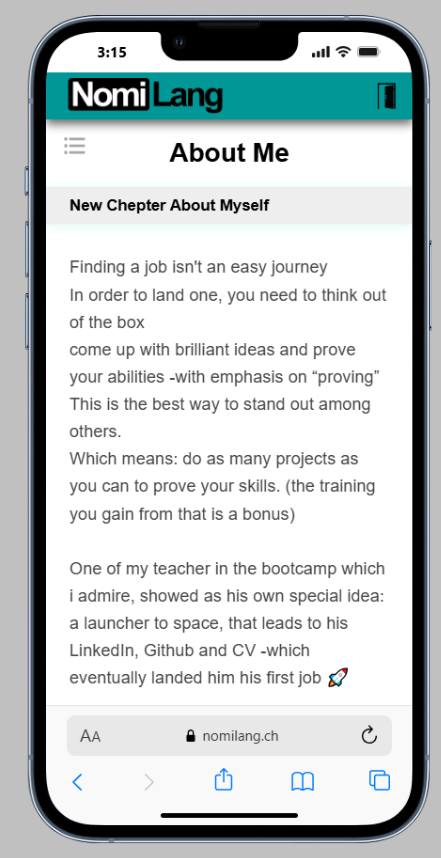 3:15
Nomi Lang
About Me
New Chepter About Myself
Finding a job isn't an easy journey
In order to land one, you need to think out
of the box
come up with brilliant ideas and prove
your abilities -with emphasis on “proving”
This is the best way to stand out among
others.
Which means: do as many projects as
you can to prove your skills. (the training
you gain from that is a bonus)
One of my teacher in the bootcamp which
i admire, showed as his own special idea:
a launcher to space, that leads to his
LinkedIn, Github and CV -which
eventually landed him his first job 🚀
AA nomilang.ch